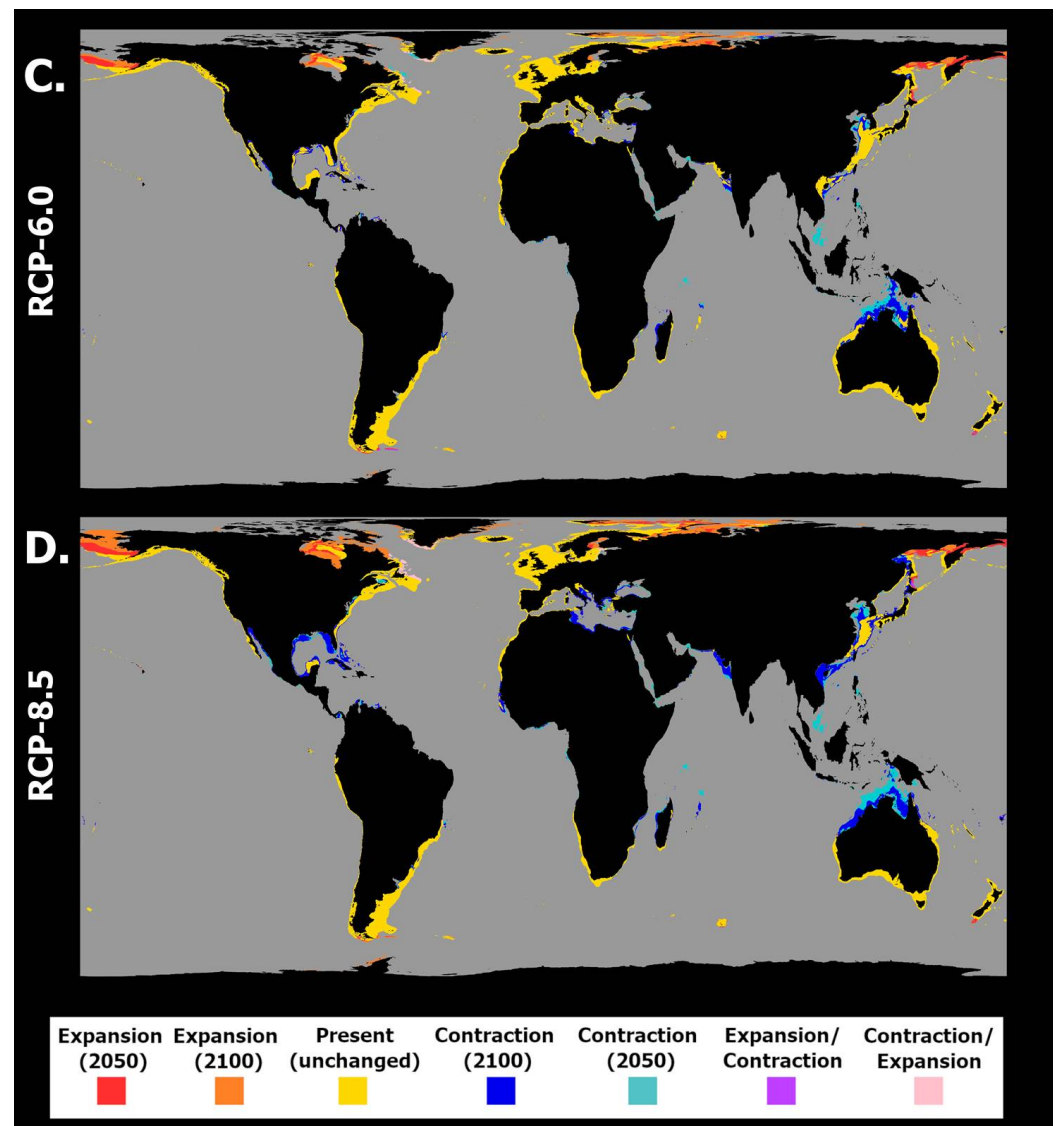 C.
RCP-6.0
D.
RCP-8.5
Expansion (2050)
Expansion (2100)
Present (unchanged)
Contraction (2100)
Contraction (2050)
Expansion/ Contraction
Contraction/ Expansion